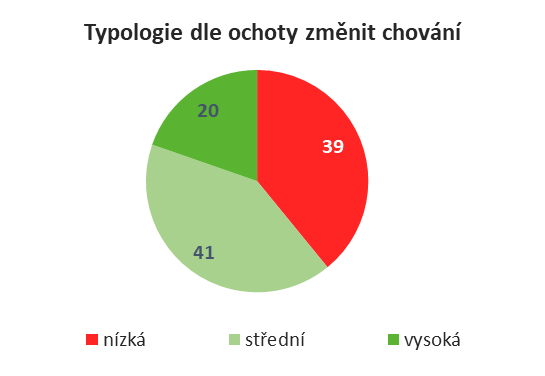 Typologie dle ochoty změnit chování
20
39
41
nízká
střední
vysoká